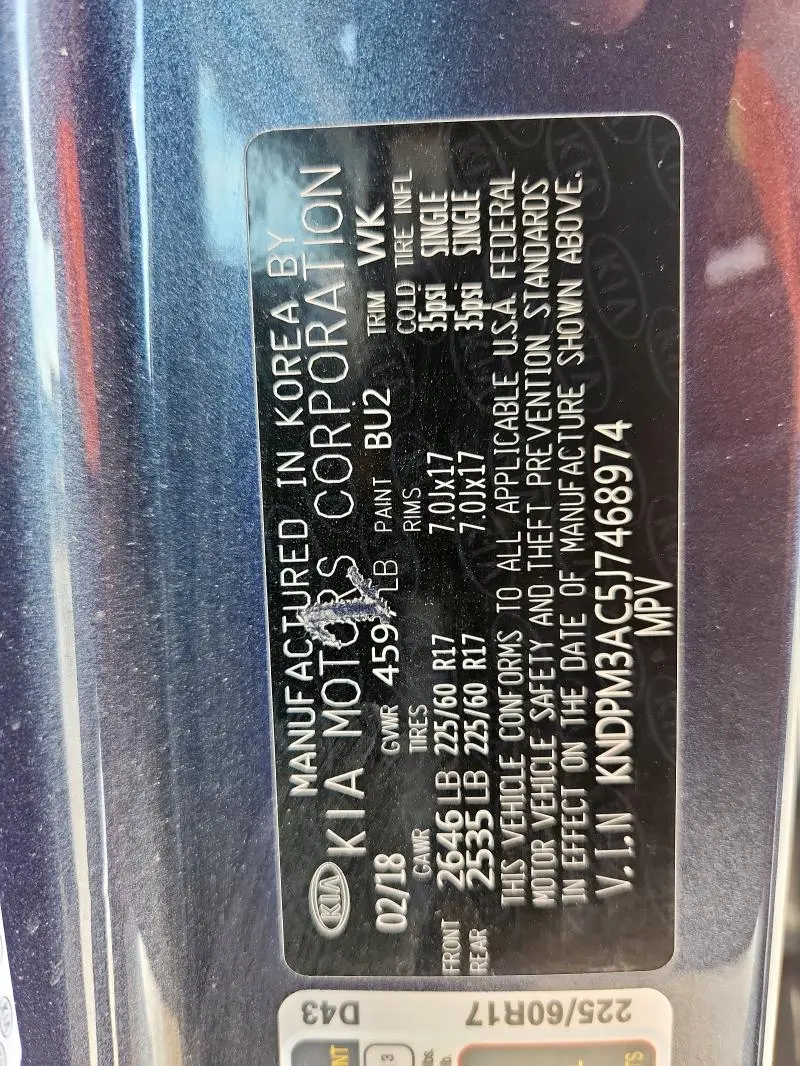 KIA
MANUFACTURED IN KOREA BY
KIA MOTORS CORPORATION
02/18 GVWR 4597 LB PAINT BU2 TRIM WK
GAWR TIRES RIMS COLD TIRE INFL
FRONT 2646 LB 225/60 R17 7.0Jx17 35psi SINGLE
REAR 2535 LB 225/60 R17 7.0Jx17 35psi SINGLE
THIS VEHICLE CONFORMS TO ALL APPLICABLE U.S.A. FEDERAL
MOTOR VEHICLE SAFETY AND THEFT PREVENTION STANDARDS
IN EFFECT ON THE DATE OF MANUFACTURE SHOWN ABOVE.
V.I.N KNDPM3AC5J7468974
MPV
D43
225/60R17